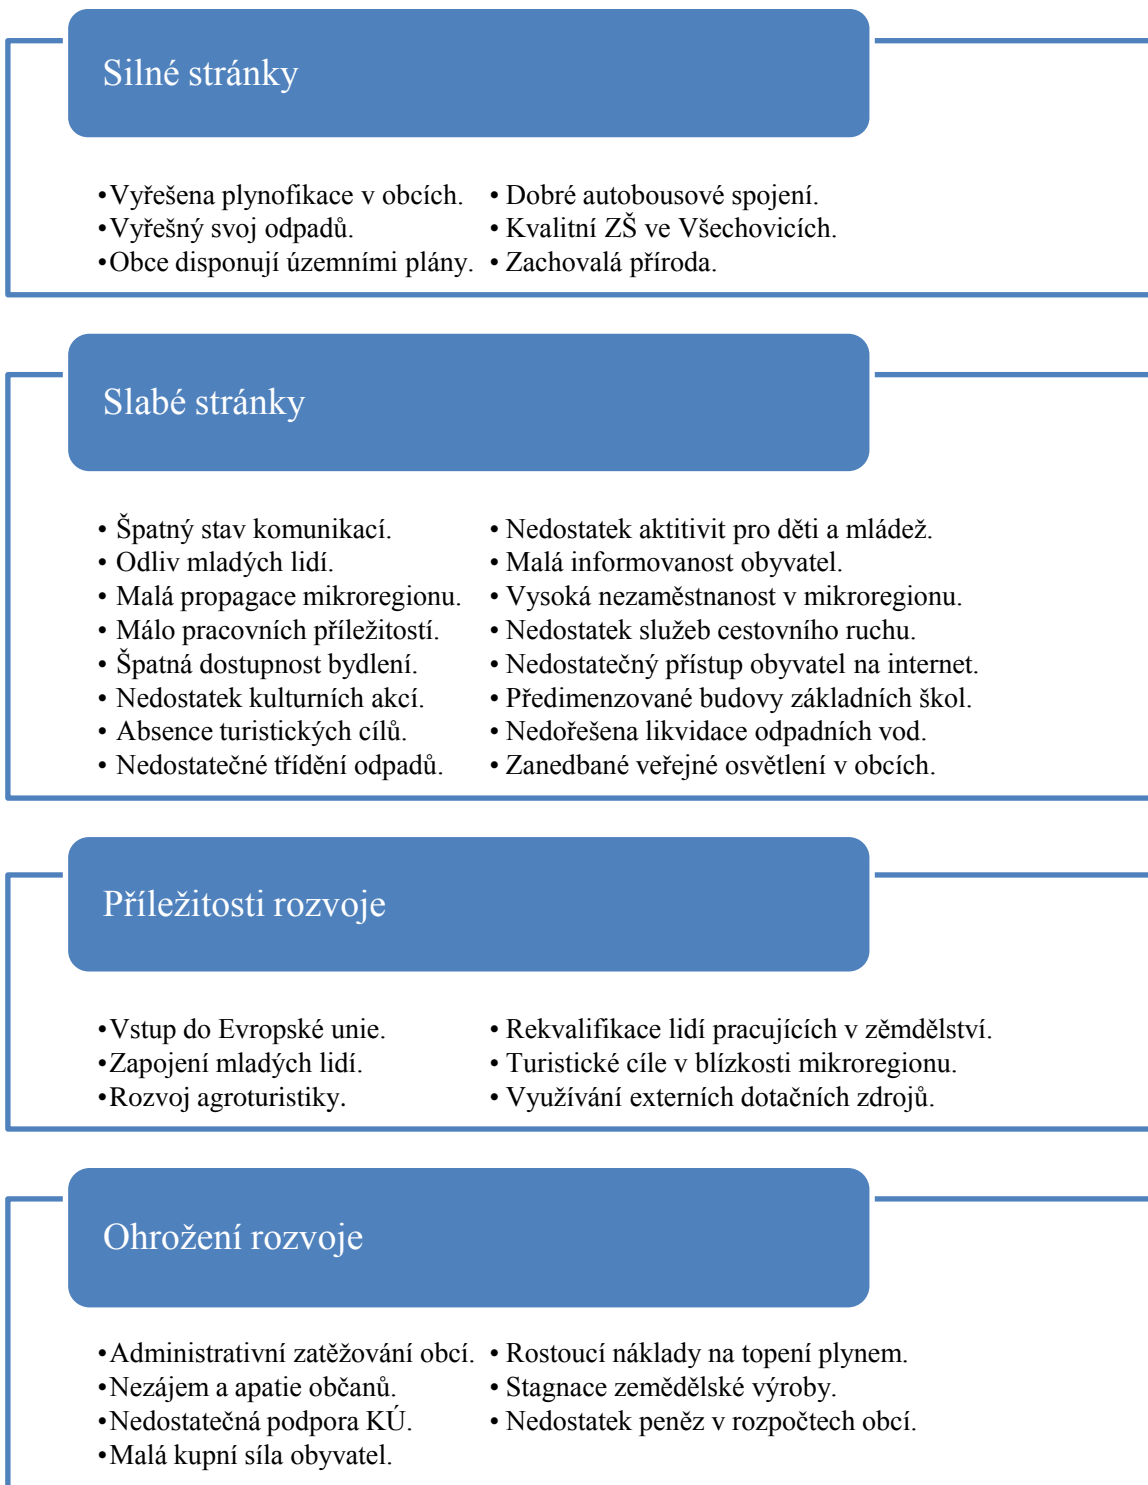 Silné stránky
•Vyřešena plynofikace v obcích.
•Vyřešný svoj odpadů.
•Obce disponují územními plány.
• Dobré autobousové spojení.
• Kvalitní ZŠ ve Všechovicích.
• Zachovalá příroda.
Slabé stránky
• Špatný stav komunikací.
• Odliv mladých lidí.
• Malá propagace mikroregionu.
• Málo pracovních příležitostí.
• Špatná dostupnost bydlení.
• Nedostatek kulturních akcí.
• Absence turistických cílů.
• Nedostatečné třídění odpadů.
• Nedostatek aktitivit pro děti a mládež.
• Malá informovanost obyvatel.
• Vysoká nezaměstnanost v mikroregionu.
• Nedostatek služeb cestovního ruchu.
• Nedostatečný přístup obyvatel na internet.
• Předimenzované budovy základních škol.
• Nedořešena likvidace odpadních vod.
• Zanedbané veřejné osvětlení v obcích.
Příležitosti rozvoje
•Vstup do Evropské unie.
•Zapojení mladých lidí.
•Rozvoj agroturistiky.
• Rekvalifikace lidí pracujících v zěmdělství.
• Turistické cíle v blízkosti mikroregionu.
• Využívání externích dotačních zdrojů.
Ohrožení rozvoje
•Administrativní zatěžování obcí.
•Nezájem a apatie občanů.
•Nedostatečná podpora KÚ.
•Malá kupní síla obyvatel.
• Rostoucí náklady na topení plynem.
• Stagnace zemědělské výroby.
• Nedostatek peněz v rozpočtech obcí.